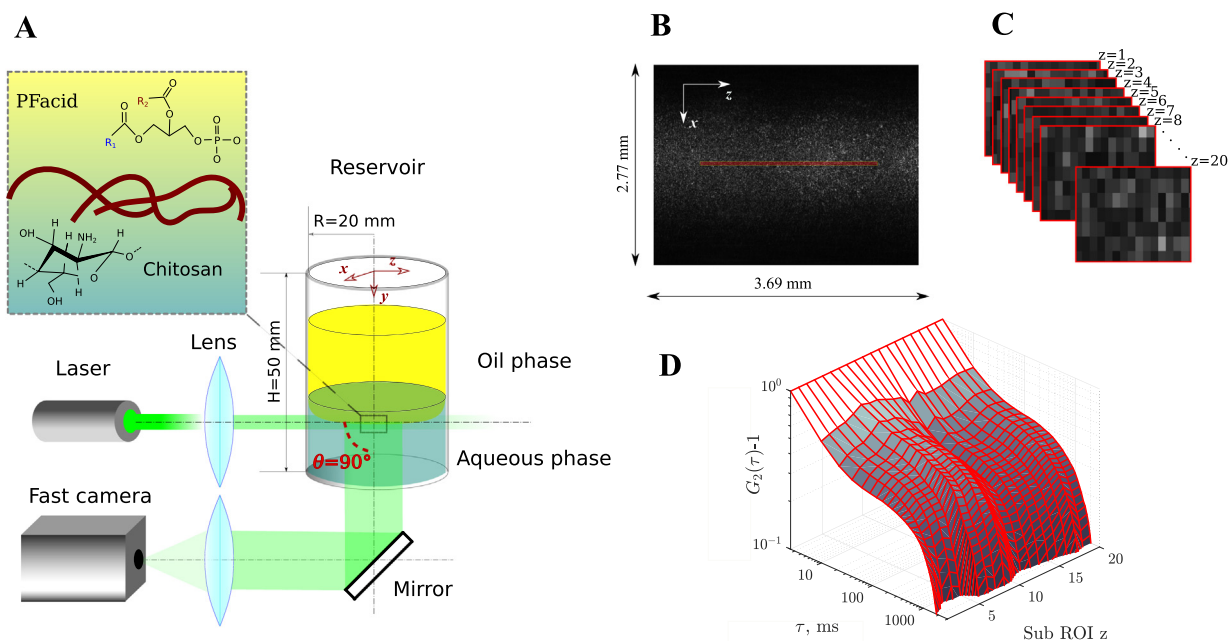 A
PFacid
O
R₂
O
O
R₁
O
O
P
O
O
O
H
OH
H
NH₂
H
O
O
H
OH
H
Chitosan
Reservoir
R=20 mm
x
z
y
H=50 mm
Lens
Laser
Oil phase
θ=90°
Aqueous phase
Fast camera
Mirror
B
z
x
2.77 mm
3.69 mm
C
z=1
z=2
z=3
z=4
z=5
z=6
z=7
z=8
z=20
D
10⁰
G₂(τ)-1
10⁻¹
10
100
1000
τ, ms
5
10
15
20
Sub ROI z